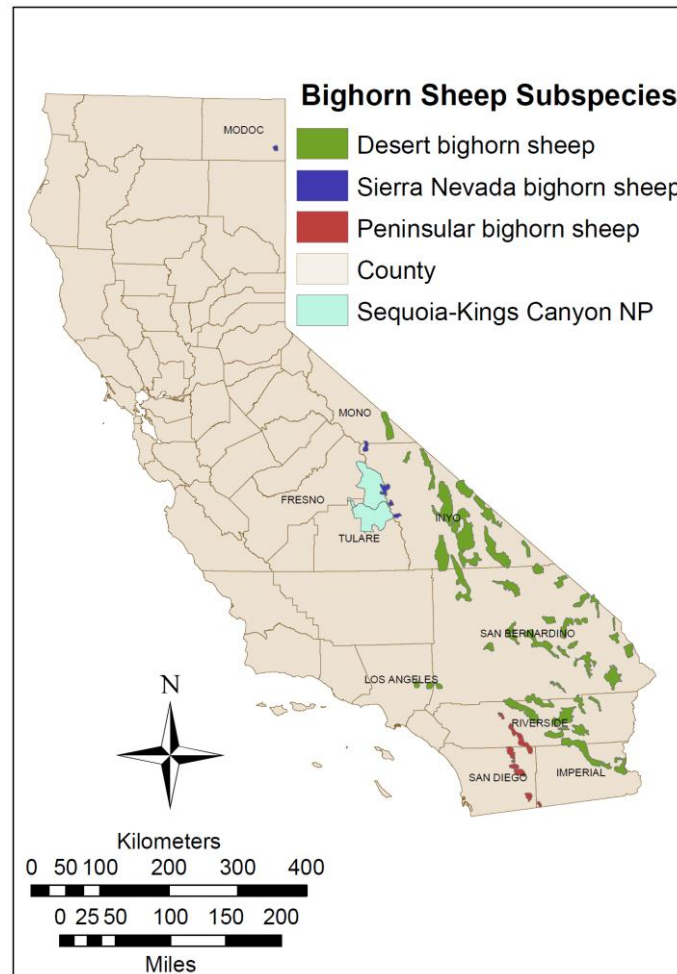 Bighorn Sheep Subspecies
MODOC
Desert bighorn sheep
Sierra Nevada bighorn sheep
Peninsular bighorn sheep
County
Sequoia-Kings Canyon NP
MONO
FRESNO
INYO
TULARE
SAN BERNARDINO
LOS ANGELES
N
RIVERSIDE
SAN DIEGO
IMPERIAL
Kilometers
0 50 100 200 300 400
0 25 50 100 150 200
Miles